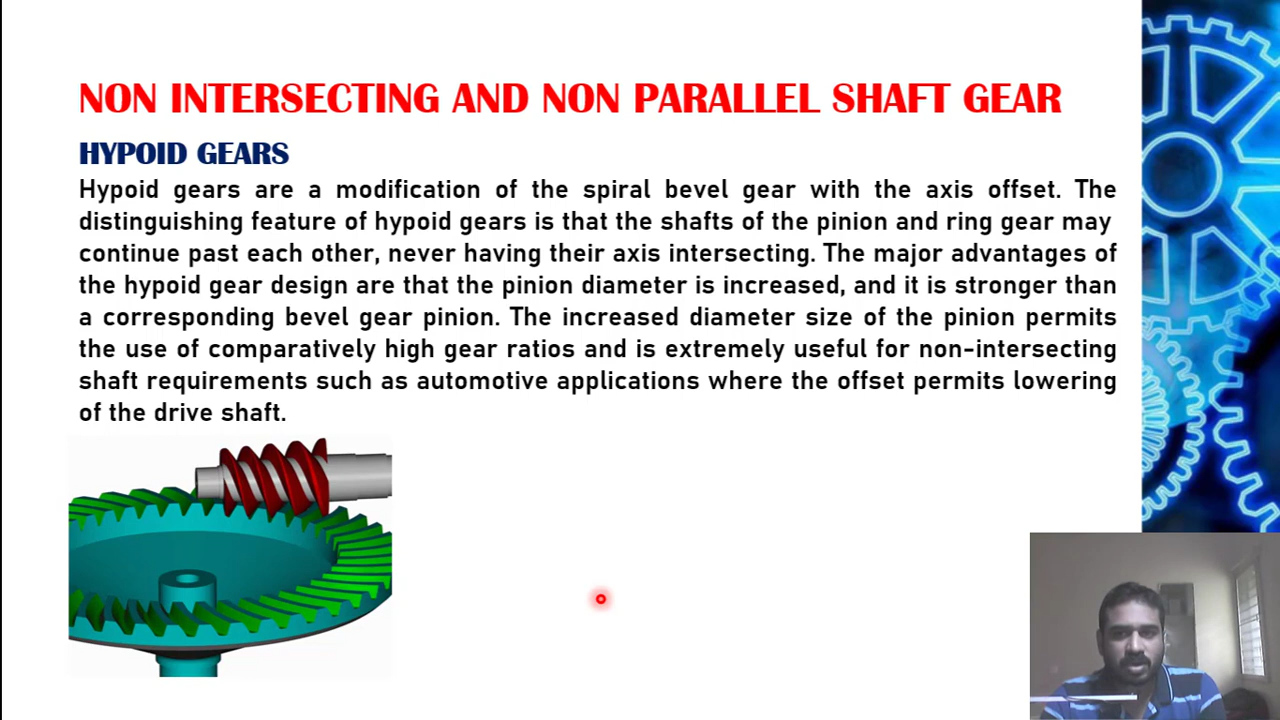 NON INTERSECTING AND NON PARALLEL SHAFT GEAR
HYPOID GEARS
Hypoid gears are a modification of the spiral bevel gear with the axis offset. The
distinguishing feature of hypoid gears is that the shafts of the pinion and ring gear may
continue past each other, never having their axis intersecting. The major advantages of
the hypoid gear design are that the pinion diameter is increased, and it is stronger than
a corresponding bevel gear pinion. The increased diameter size of the pinion permits
the use of comparatively high gear ratios and is extremely useful for non-intersecting
shaft requirements such as automotive applications where the offset permits lowering
of the drive shaft.